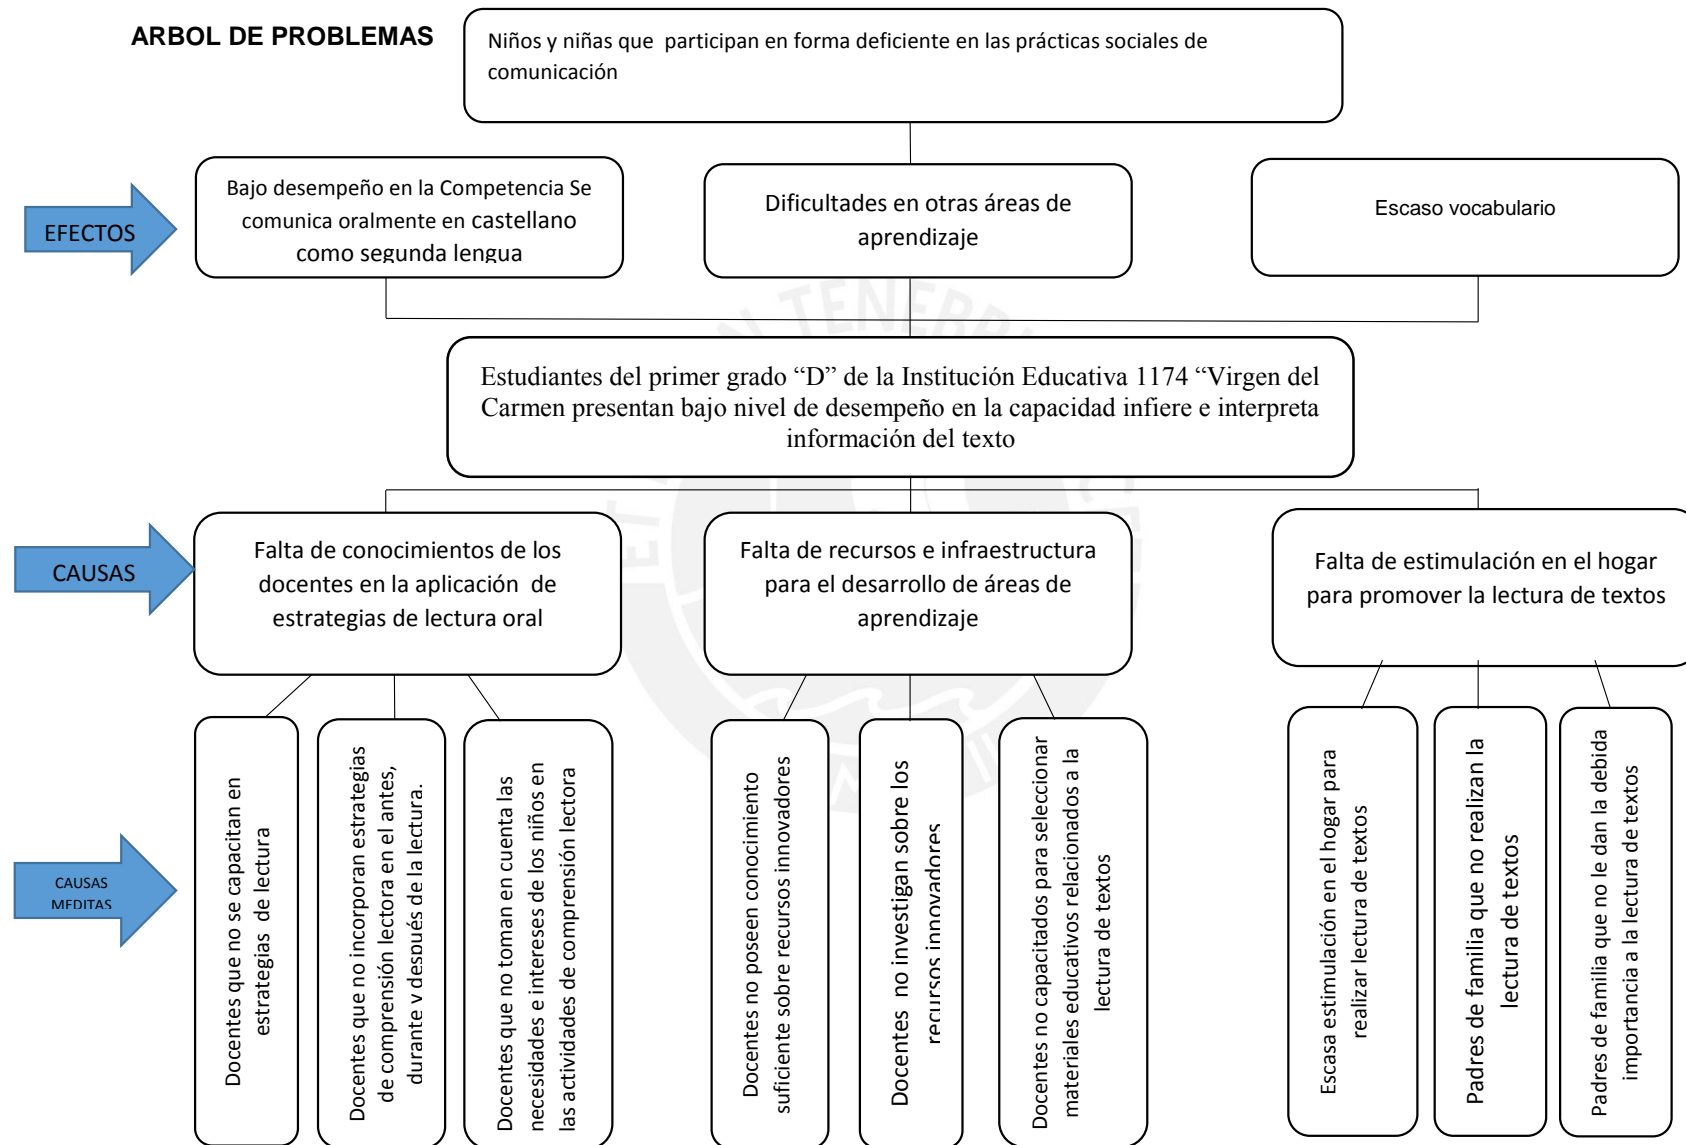 ARBOL DE PROBLEMAS
Niños y niñas que participan en forma deficiente en las prácticas sociales de
comunicación
EFECTOS
Bajo desempeño en la Competencia Se
comunica oralmente en castellano
como segunda lengua
Dificultades en otras áreas de
aprendizaje
Escaso vocabulario
TENEBRI
Estudiantes del primer grado “D” de la Institución Educativa 1174 “Virgen del
Carmen presentan bajo nivel de desempeño en la capacidad infiere e interpreta
información del texto
CAUSAS
Falta de conocimientos de los
docentes en la aplicación de
estrategias de lectura oral
Falta de recursos e infraestructura
para el desarrollo de áreas de
aprendizaje
Falta de estimulación en el hogar
para promover la lectura de textos
CAUSAS
MEDITAS
Docentes que no se capacitan en
estrategias de lectura
Docentes que no incorporan estrategias
de comprensión lectora en el antes,
durante y después de la lectura.
Docentes que no toman en cuenta las
necesidades e intereses de los niños en
las actividades de comprensión lectora
Docentes no poseen conocimiento
suficiente sobre recursos innovadores
Docentes no investigan sobre los
recursos innovadores
Docentes no capacitados para seleccionar
materiales educativos relacionados a la
lectura de textos
Escasa estimulación en el hogar para
realizar lectura de textos
Padres de familia que no realizan la
lectura de textos
Padres de familia que no le dan la debida
importancia a la lectura de textos